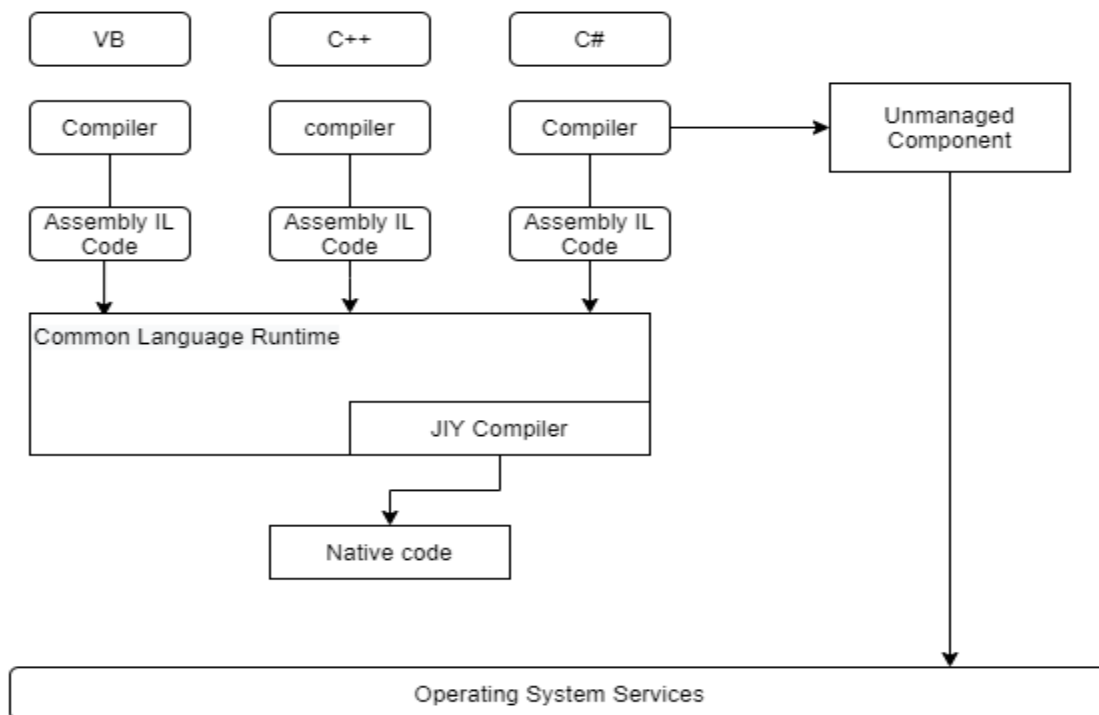 VB
C++
C#
Compiler
compiler
Compiler
Unmanaged
Component
Assembly IL
Code
Assembly IL
Code
Assembly IL
Code
Common Language Runtime
JIY Compiler
Native code
Operating System Services